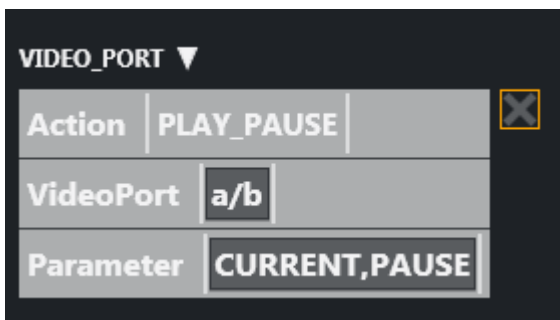 VIDEO_PORT ▼
Action PLAY_PAUSE
VideoPort a/b
Parameter CURRENT,PAUSE